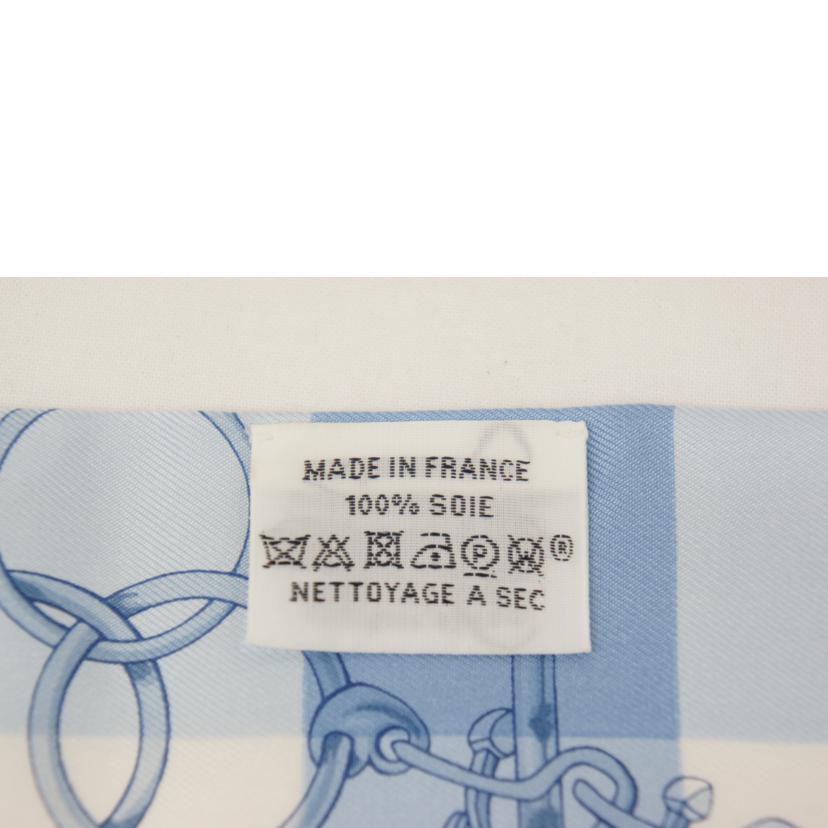 MADE IN FRANCE
100% SOIE
P W ®
NETTOYAGE A SEC